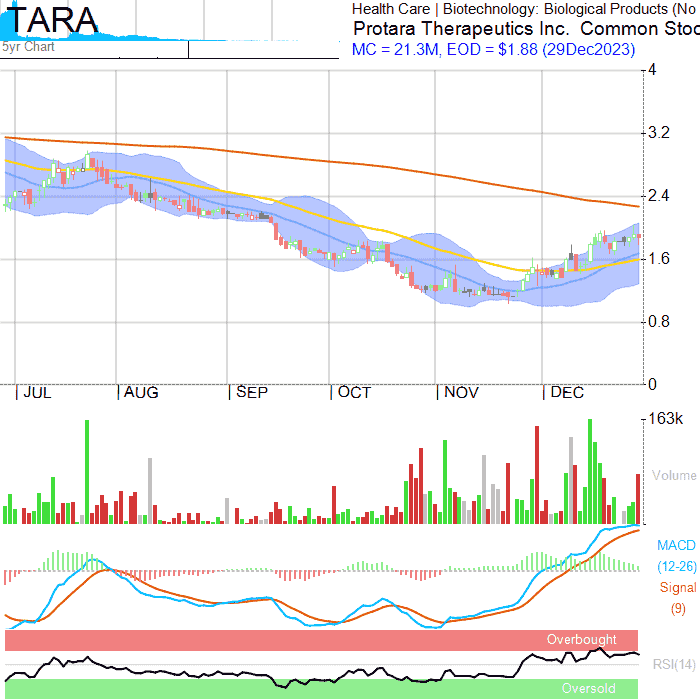 TARA
5yr Chart
Health Care | Biotechnology: Biological Products (No
Protara Therapeutics Inc. Common Stoc
MC = 21.3M, EOD = $1.88 (29Dec2023)
4
3.2
2.4
1.6
0.8
0
| JUL | AUG | SEP | OCT | NOV | DEC
163k
Volume
MACD
(12-26)
Signal
(9)
Overbought
RSI(14)
Oversold